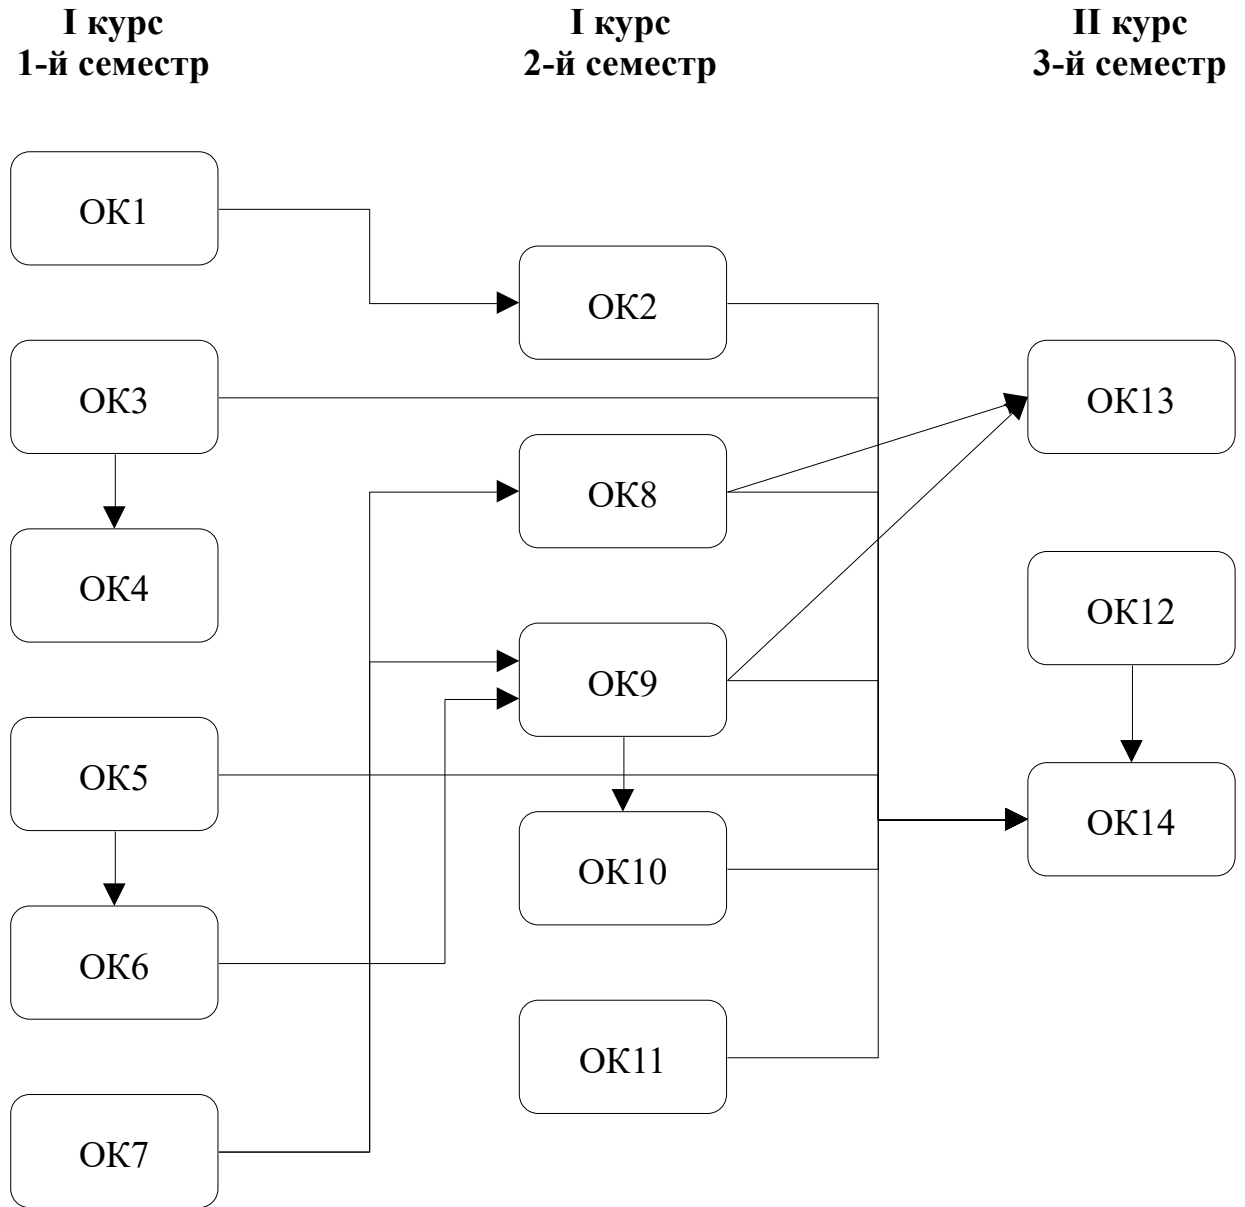 I курс
1-й семестр
I курс
2-й семестр
II курс
3-й семестр
ОК1
ОК3
ОК4
ОК5
ОК6
ОК7
ОК2
ОК8
ОК9
ОК10
ОК11
ОК13
ОК12
ОК14